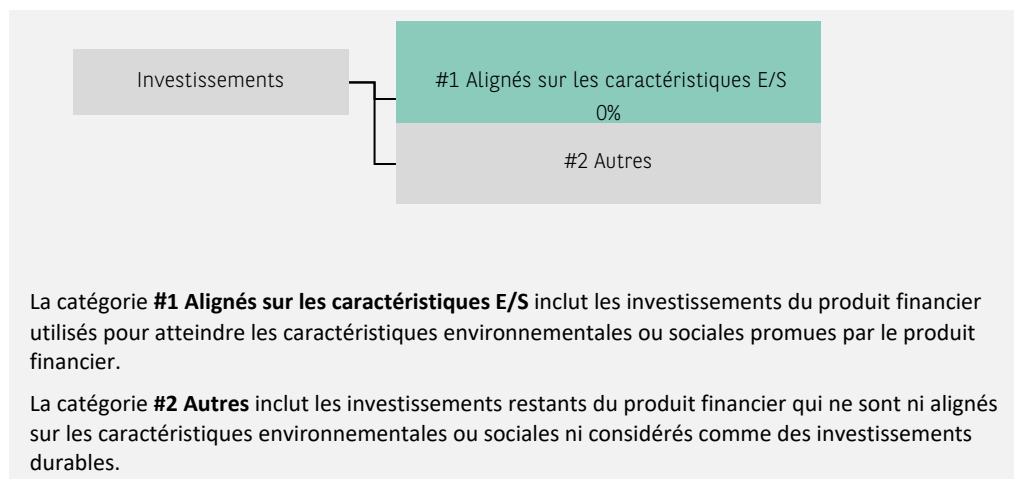 Investissements
#1 Alignés sur les caractéristiques E/S
0%
#2 Autres
La catégorie #1 Alignés sur les caractéristiques E/S inclut les investissements du produit financier
utilisés pour atteindre les caractéristiques environnementales ou sociales promues par le produit
financier.
La catégorie #2 Autres inclut les investissements restants du produit financier qui ne sont ni alignés
sur les caractéristiques environnementales ou sociales ni considérés comme des investissements
durables.